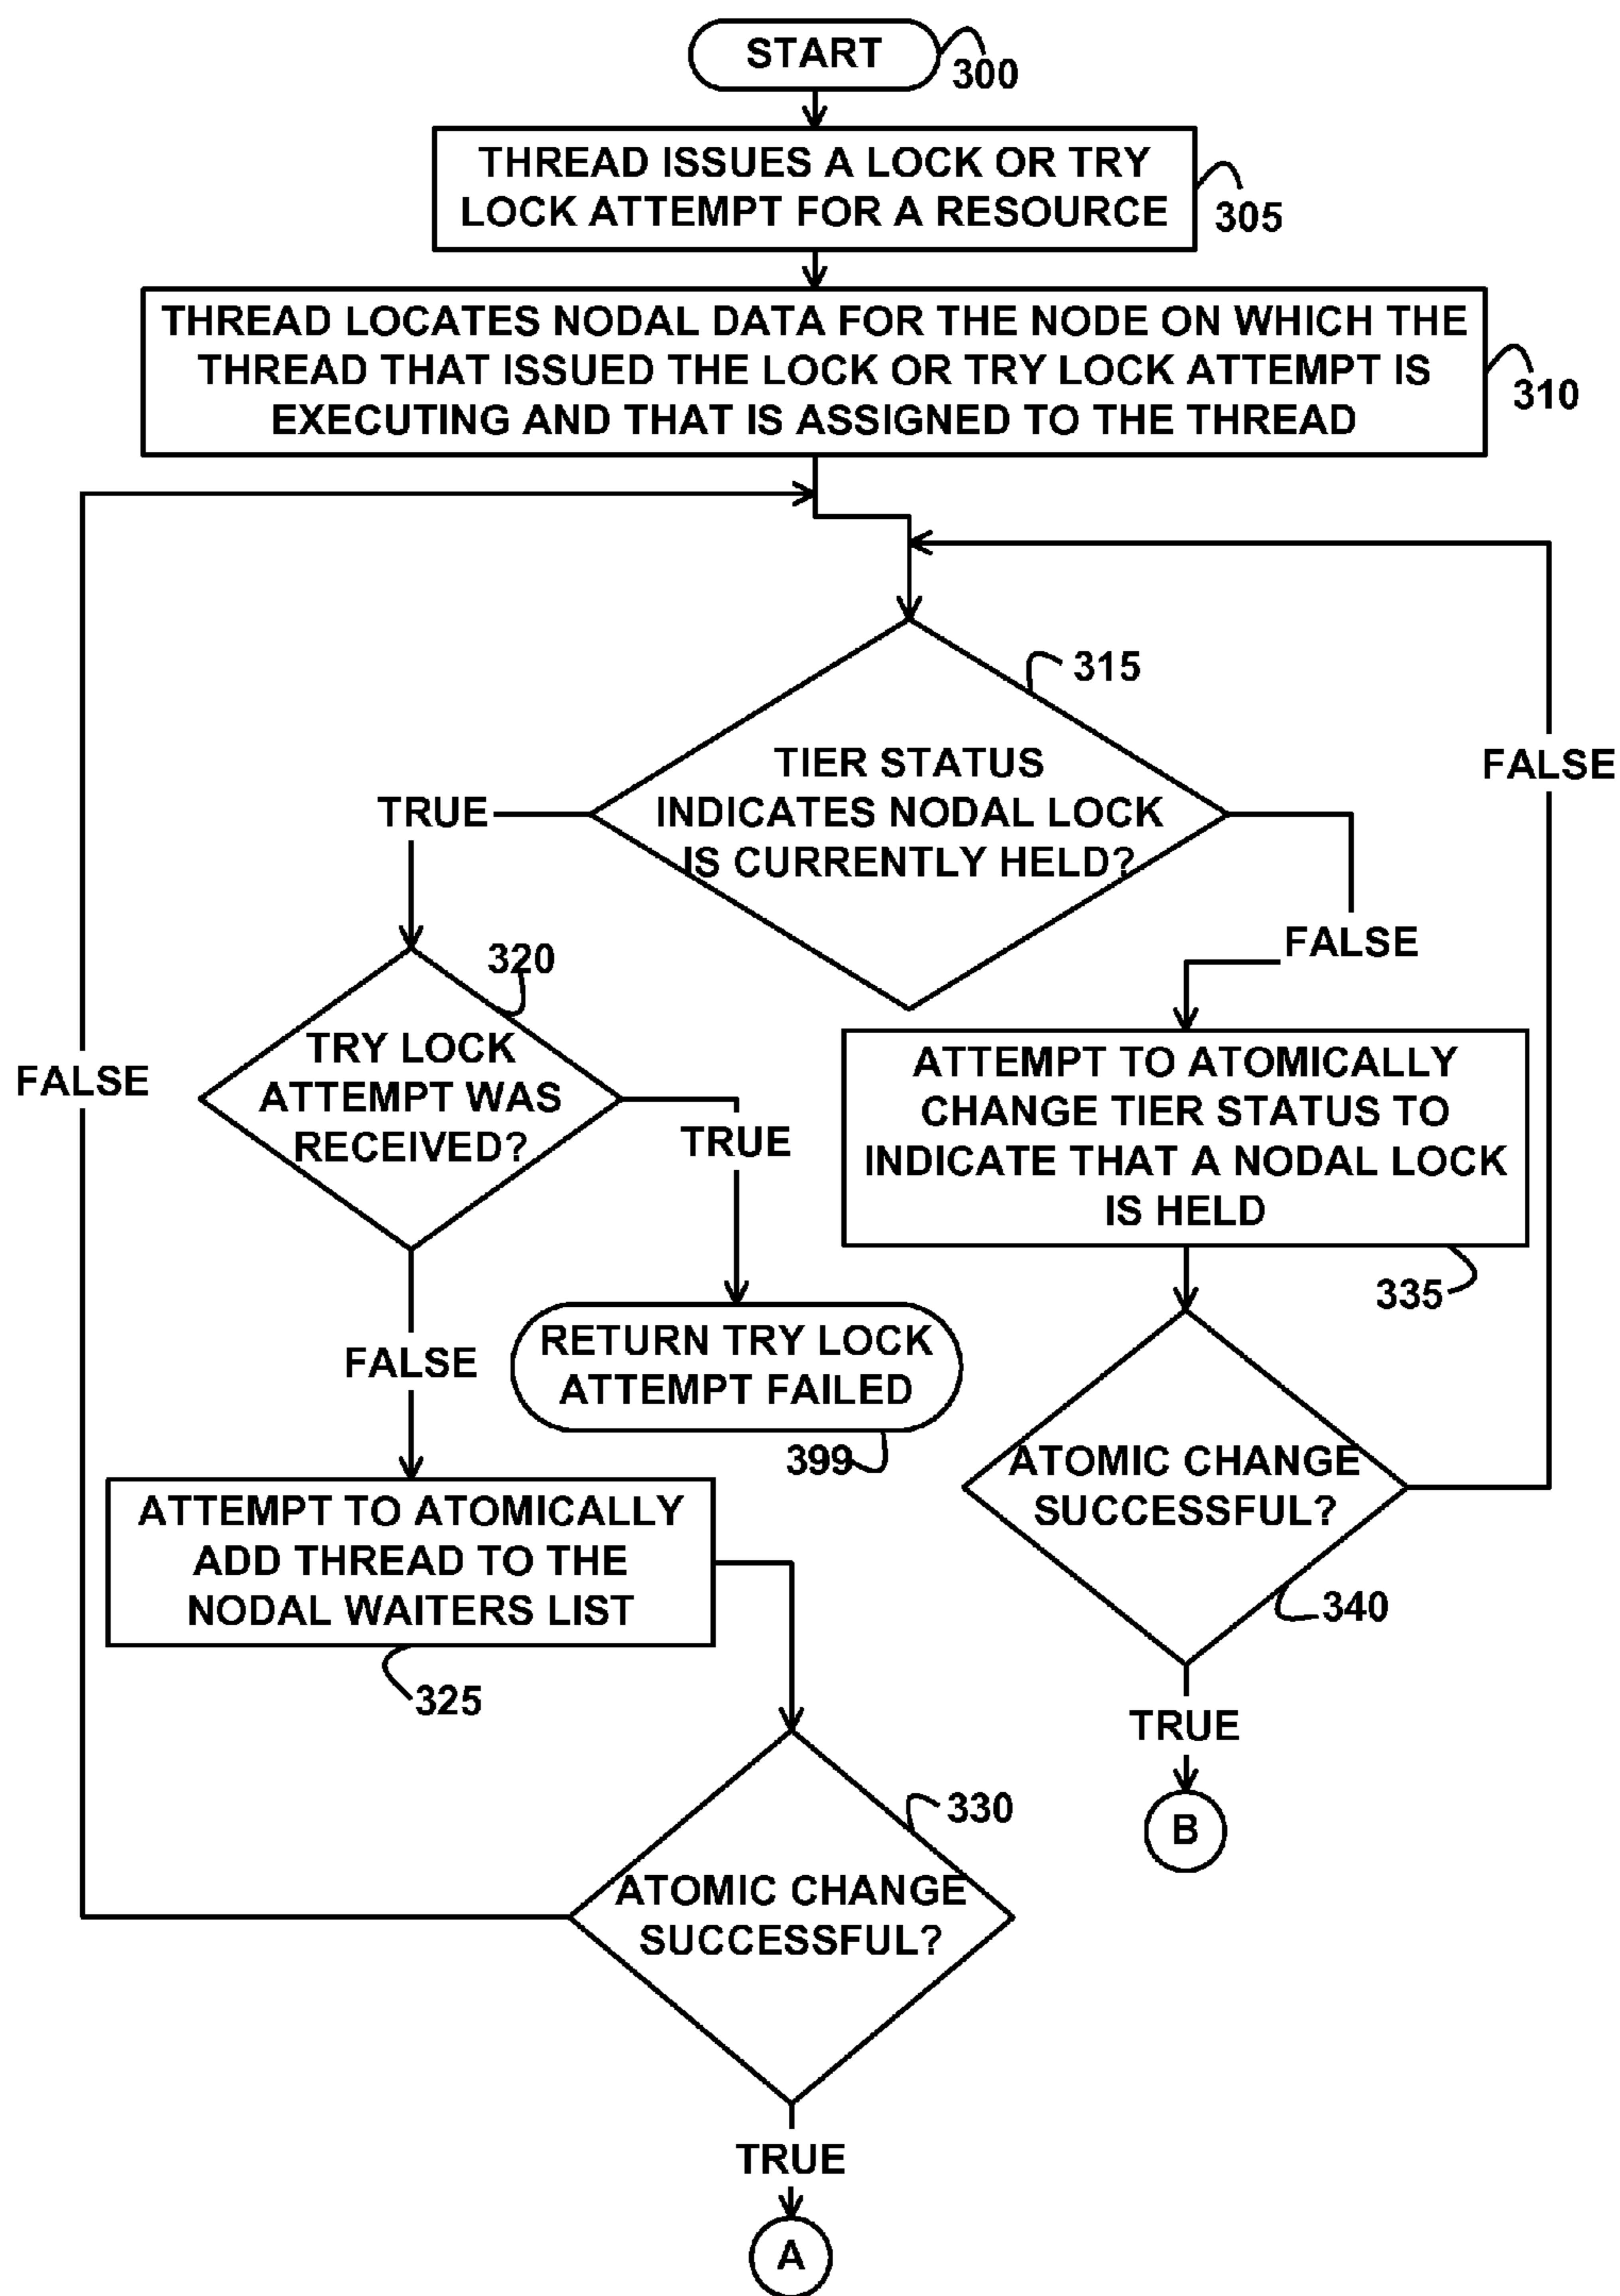 START
300
THREAD ISSUES A LOCK OR TRY
LOCK ATTEMPT FOR A RESOURCE
305
THREAD LOCATES NODAL DATA FOR THE NODE ON WHICH THE
THREAD THAT ISSUED THE LOCK OR TRY LOCK ATTEMPT IS
EXECUTING AND THAT IS ASSIGNED TO THE THREAD
310
315
TIER STATUS
INDICATES NODAL LOCK
IS CURRENTLY HELD?
TRUE
FALSE
FALSE
320
TRY LOCK
ATTEMPT WAS
RECEIVED?
FALSE
TRUE
ATTEMPT TO ATOMICALLY
CHANGE TIER STATUS TO
INDICATE THAT A NODAL LOCK
IS HELD
335
RETURN TRY LOCK
ATTEMPT FAILED
399
FALSE
ATTEMPT TO ATOMICALLY
ADD THREAD TO THE
NODAL WAITERS LIST
325
ATOMIC CHANGE
SUCCESSFUL?
340
TRUE
B
330
ATOMIC CHANGE
SUCCESSFUL?
TRUE
A